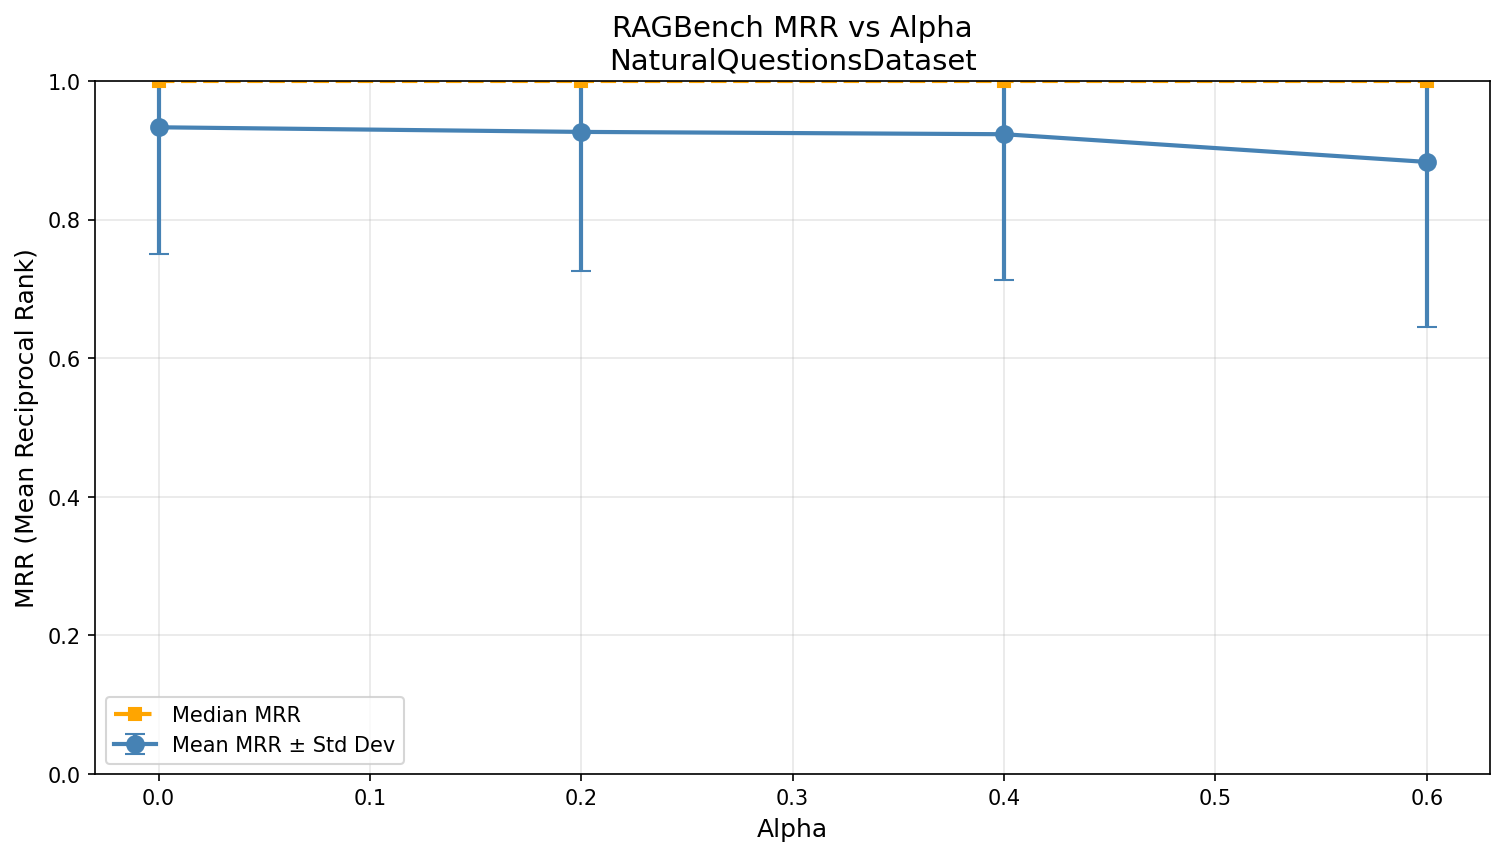 RAGBench MRR vs Alpha
NaturalQuestionsDataset
MRR (Mean Reciprocal Rank)
1.0
0.8
0.6
0.4
0.2
0.0
Median MRR
Mean MRR ± Std Dev
0.0 0.1 0.2 0.3 0.4 0.5 0.6
Alpha